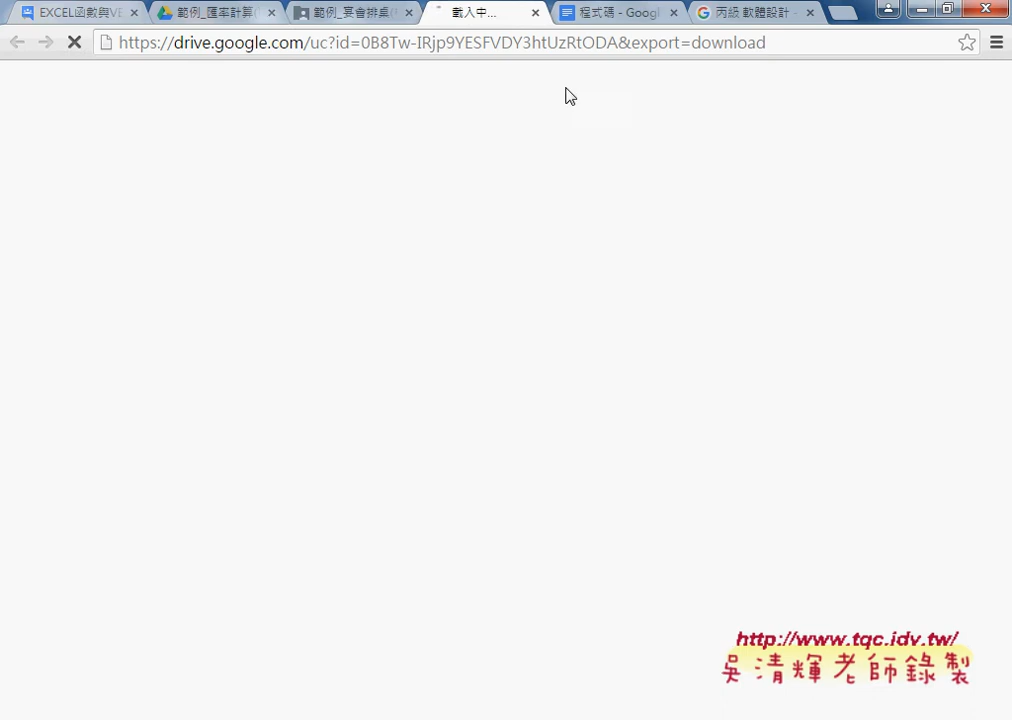 EXCEL函數與VE
範例_匯率計算(
範例_宴會排桌(
載入中...
程式碼 - Googl
丙級 軟體設計 -
https://drive.google.com/uc?id=0B8Tw-IRjp9YESFVDY3htUzRtODA&export=download
http://www.tqc.idv.tw/
吳清輝老師錄製